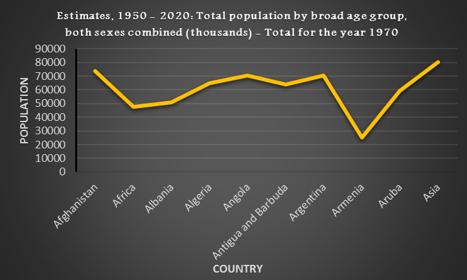 Estimates, 1950 – 2020: Total population by broad age group,
both sexes combined (thousands) – Total for the year 1970
90000
80000
70000
60000
50000
40000
30000
20000
10000
0
POPULATION
Afghanistan
Africa
Albania
Algeria
Angola
Antigua and Barbuda
Argentina
Armenia
Aruba
Asia
COUNTRY